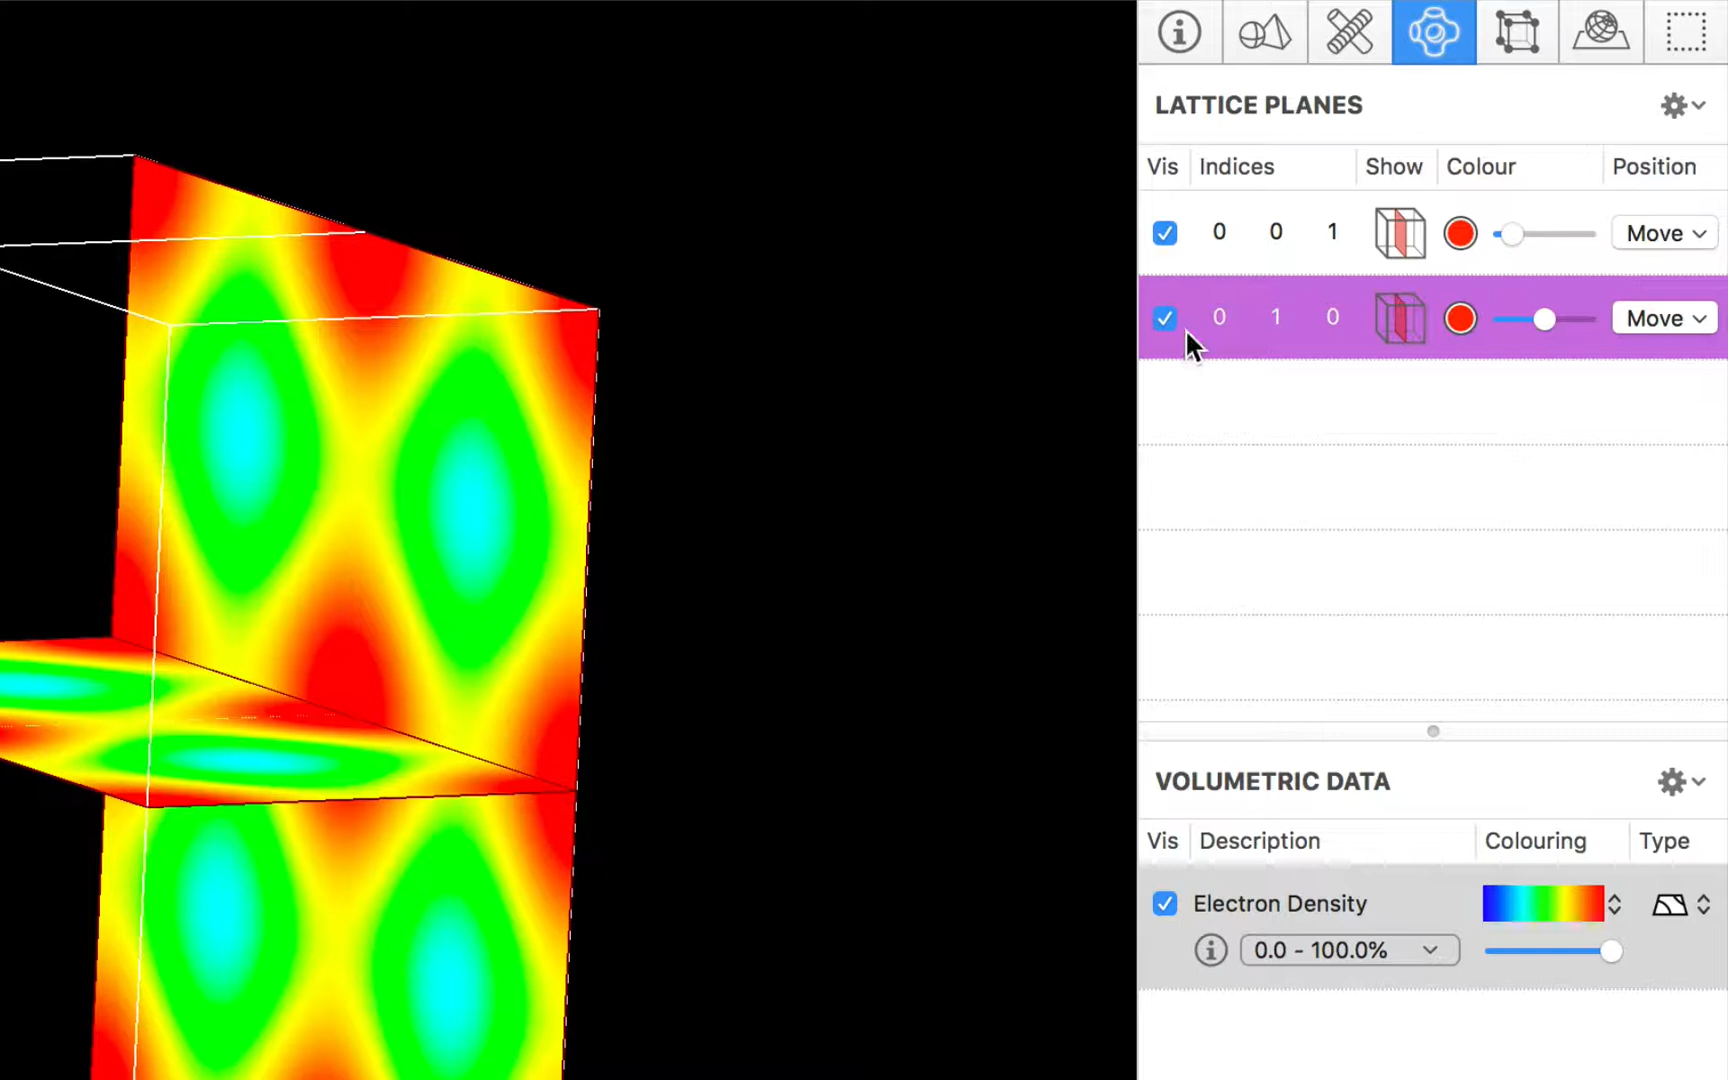 LATTICE PLANES
Vis Indices Show Colour Position
0 0 1 Move
0 1 0 Move
VOLUMETRIC DATA
Vis Description Colouring Type
Electron Density
0.0 - 100.0%